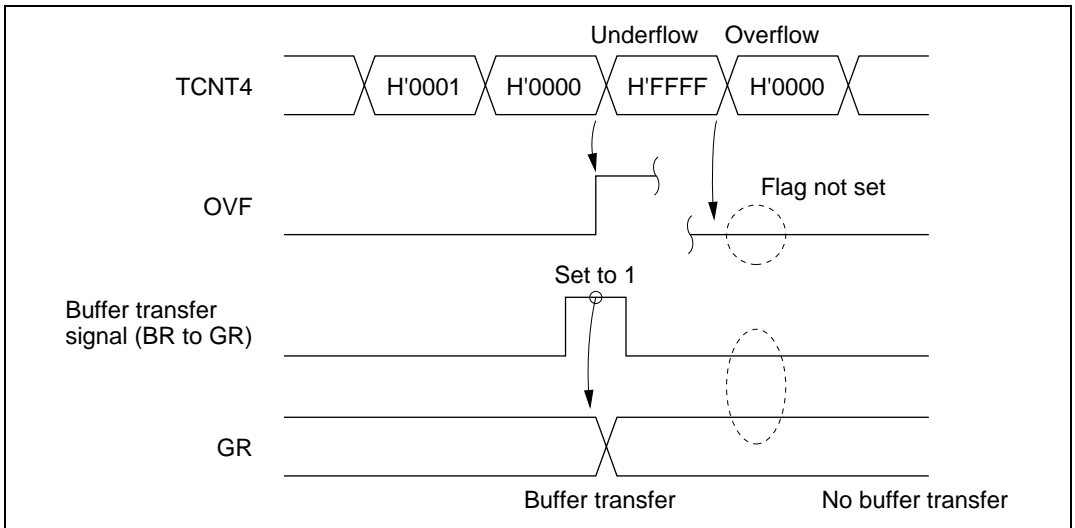 Underflow Overflow
TCNT4 H'0001 H'0000 H'FFFF H'0000
OVF
Flag not set
Set to 1
Buffer transfer
signal (BR to GR)
GR
Buffer transfer No buffer transfer